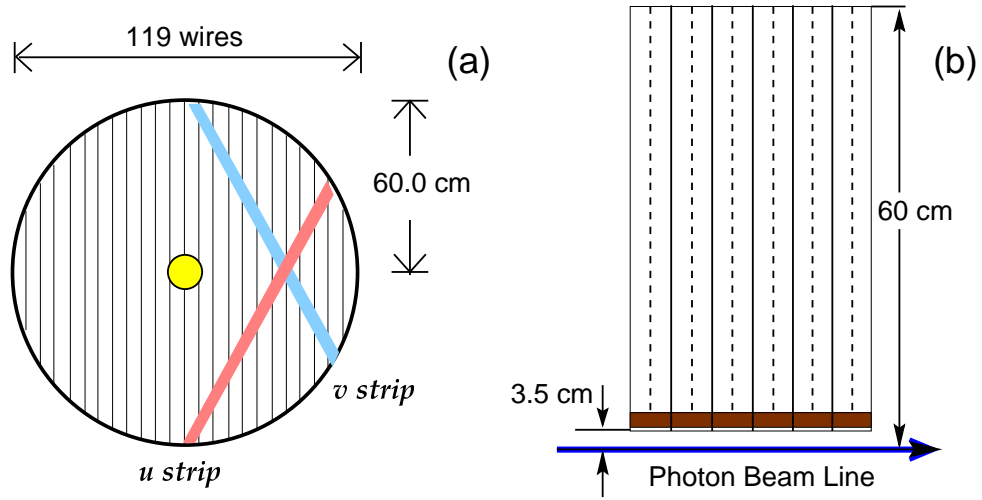 119 wires
(a)
60.0 cm
v strip
u strip
(b)
60 cm
3.5 cm
Photon Beam Line